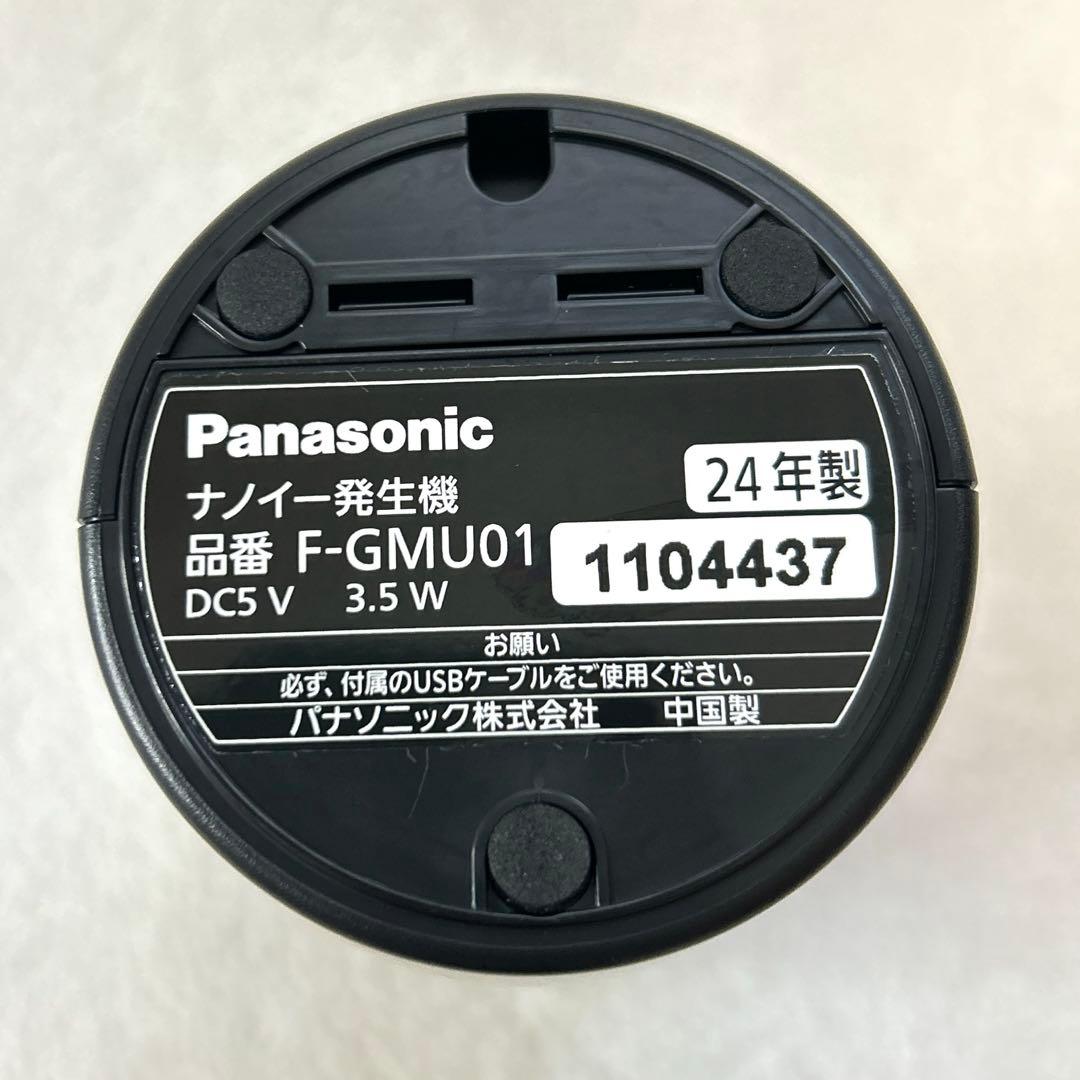 Panasonic
24年製
ナノイー発生機
品番 F-GMU01
1104437
DC5 V 3.5 W
お願い
必ず、付属のUSBケーブルをご使用ください。
パナソニック株式会社 中国製